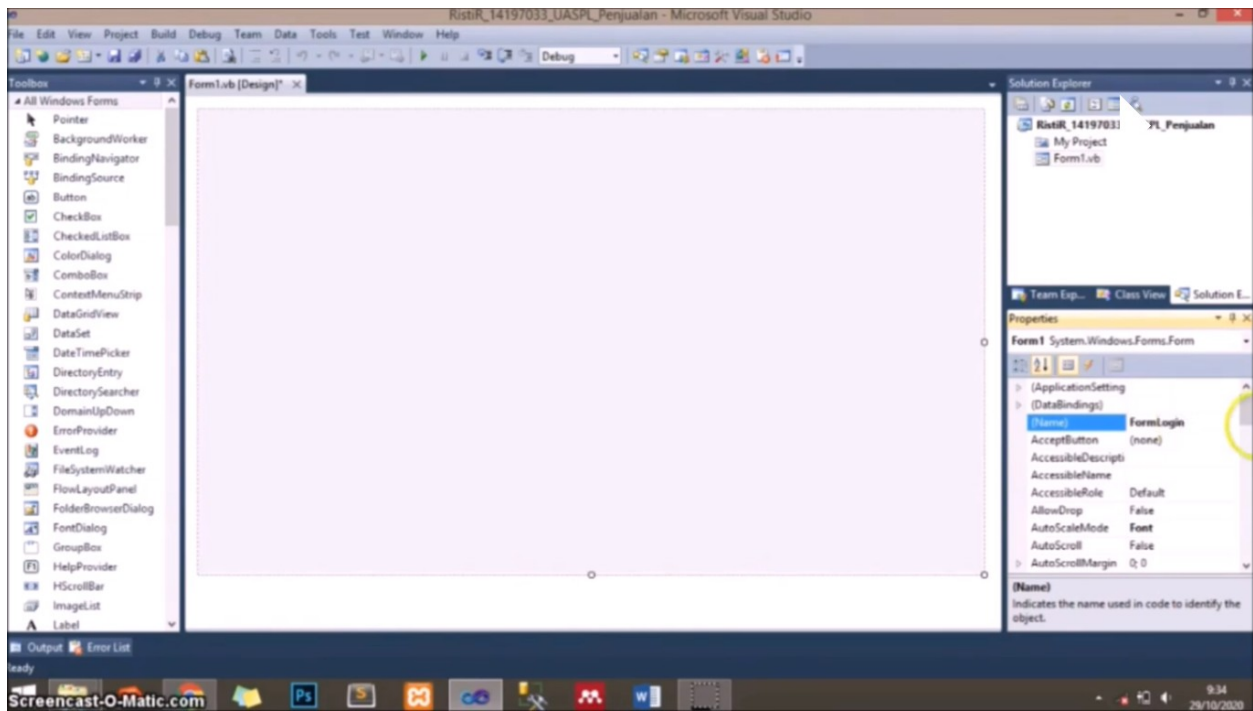 RistiR_14197033_UASPL_Penjualan - Microsoft Visual Studio
File Edit View Project Build Debug Team Data Tools Test Window Help
Debug
Toolbox
All Windows Forms
Pointer
BackgroundWorker
BindingNavigator
BindingSource
Button
CheckBox
CheckedListBox
ColorDialog
ComboBox
ContextMenuStrip
DataGridView
DataSet
DateTimePicker
DirectoryEntry
DirectorySearcher
DomainUpDown
ErrorProvider
EventLog
FileSystemWatcher
FlowLayoutPanel
FolderBrowserDialog
FontDialog
GroupBox
HelpProvider
HScrollBar
ImageList
Label
Form1.vb [Design]*
Solution Explorer
RistiR_1419703 PL_Penjualan
My Project
Form1.vb
Team Exp... Class View Solution E...
Properties
Form1 System.Windows.Forms.Form
(ApplicationSetting
(DataBindings)
(Name) FormLogin
AcceptButton (none)
AccessibleDescripti
AccessibleName
AccessibleRole Default
AllowDrop False
AutoScaleMode Font
AutoScroll False
AutoScrollMargin 0; 0
(Name)
Indicates the name used in code to identify the
object.
Output Error List
Ready
Screencast-O-Matic.com
Ps
S
W
9:34
29/10/2020